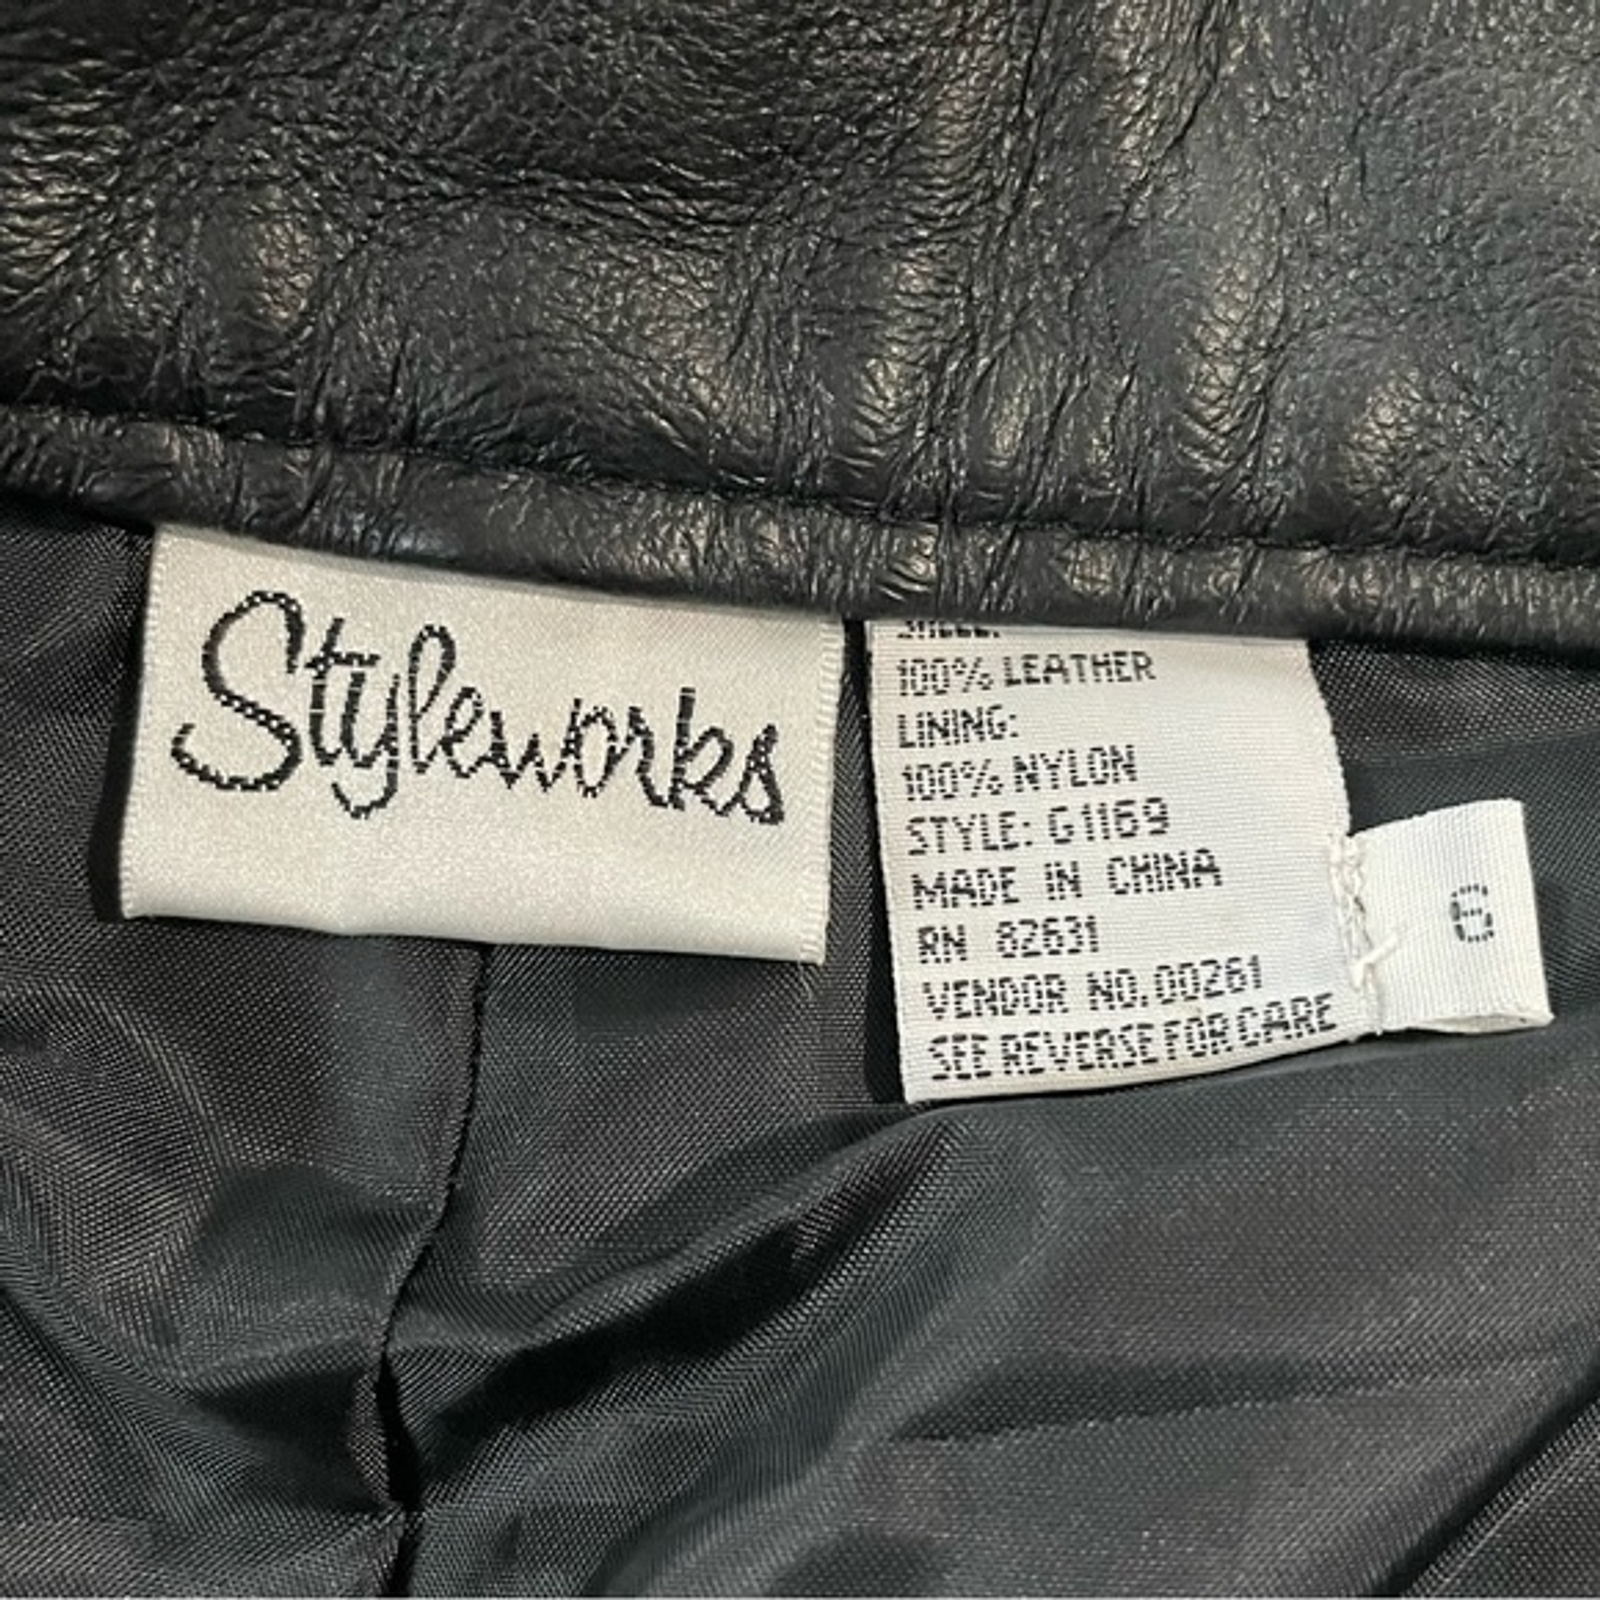 Styleworks
SHELL:
100% LEATHER
LINING:
100% NYLON
STYLE: G1169
MADE IN CHINA
RN 82631
VENDOR NO. 00261
SEE REVERSE FOR CARE
6